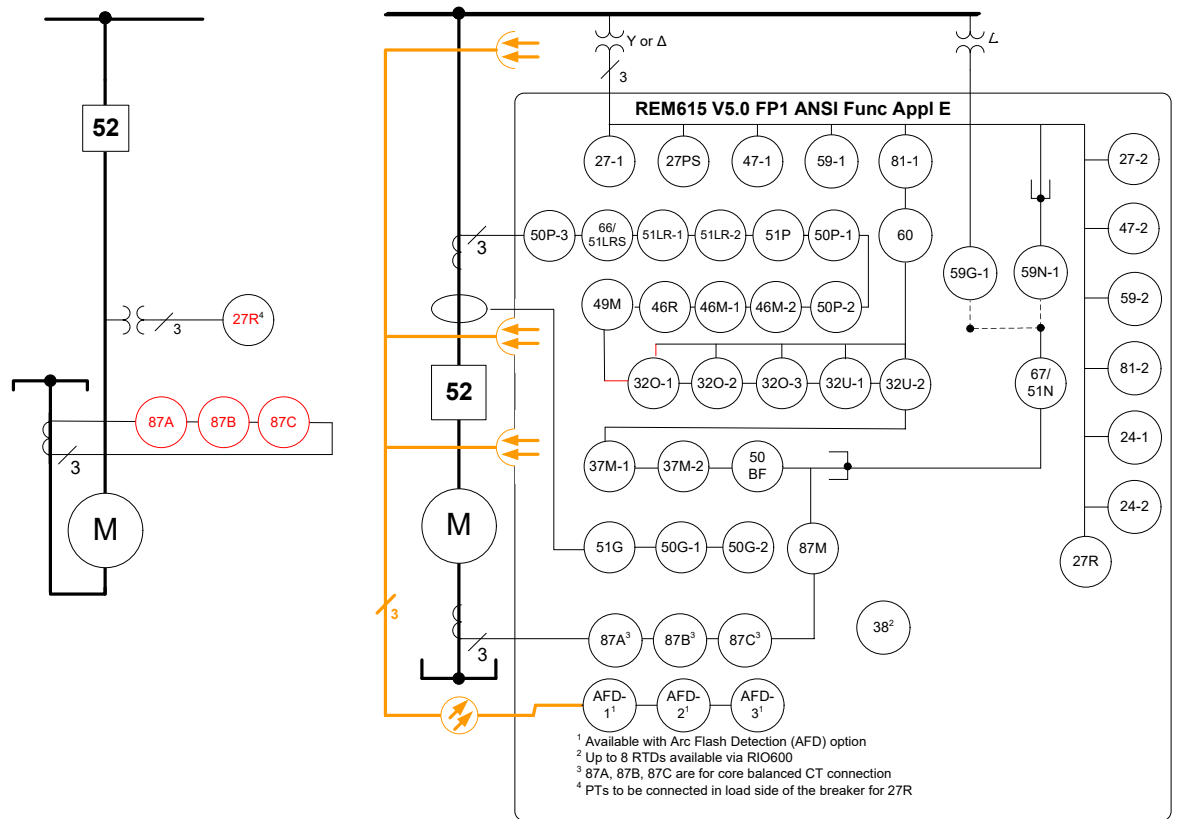 52
3
27R⁴
87A 87B 87C
3
M
Y or Δ
3
REM615 V5.0 FP1 ANSI Func Appl E
27-1 27PS 47-1 59-1 81-1
27-2
3
50P-3
66/
51LRS
51LR-1 51LR-2 51P 50P-1 60
47-2
59G-1 59N-1
49M 46R 46M-1 46M-2 50P-2
59-2
52
32O-1 32O-2 32O-3 32U-1 32U-2
67/
51N
81-2
37M-1 37M-2
50
BF
24-1
24-2
M
51G 50G-1 50G-2 87M
27R
3
3
87A³ 87B³ 87C³
38²
AFD-
1¹
AFD-
2¹
AFD-
3¹
¹ Available with Arc Flash Detection (AFD) option
² Up to 8 RTDs available via RIO600
³ 87A, 87B, 87C are for core balanced CT connection
⁴ PTs to be connected in load side of the breaker for 27R